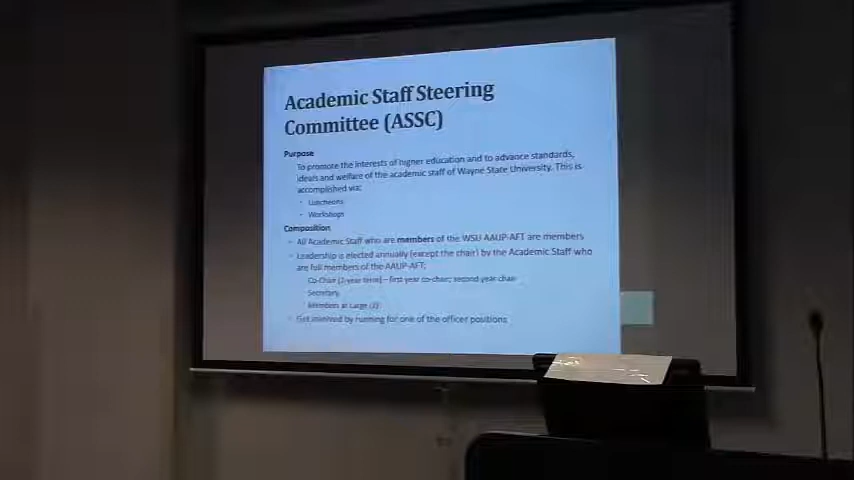 Academic Staff Steering
Committee (ASSC)
Purpose
To promote the interests of higher education and to advance standards,
ideals and welfare of the academic staff of Wayne State University. This is
accomplished via:
- Luncheons
- Workshops
Composition
- All Academic Staff who are members of the WSU AAUP-AFT are members
- Leadership is elected annually (except the chair) by the Academic Staff who
are full members of the AAUP-AFT;
Co-Chair (2-year term) – first year co-chair; second year chair
Secretary
Members at Large (2)
- Get involved by running for one of the officer positions